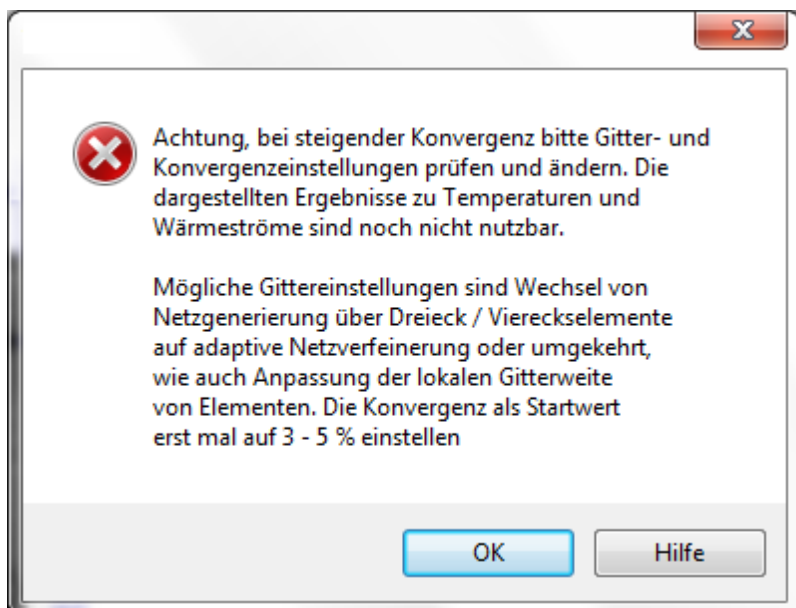 Achtung, bei steigender Konvergenz bitte Gitter- und
Konvergenzeinstellungen prüfen und ändern. Die
dargestellten Ergebnisse zu Temperaturen und
Wärmeströme sind noch nicht nutzbar.
Mögliche Gittereinstellungen sind Wechsel von
Netzgenerierung über Dreieck / Viereckselemente
auf adaptive Netzverfeinerung oder umgekehrt,
wie auch Anpassung der lokalen Gitterweite
von Elementen. Die Konvergenz als Startwert
erst mal auf 3 - 5 % einstellen
OK
Hilfe